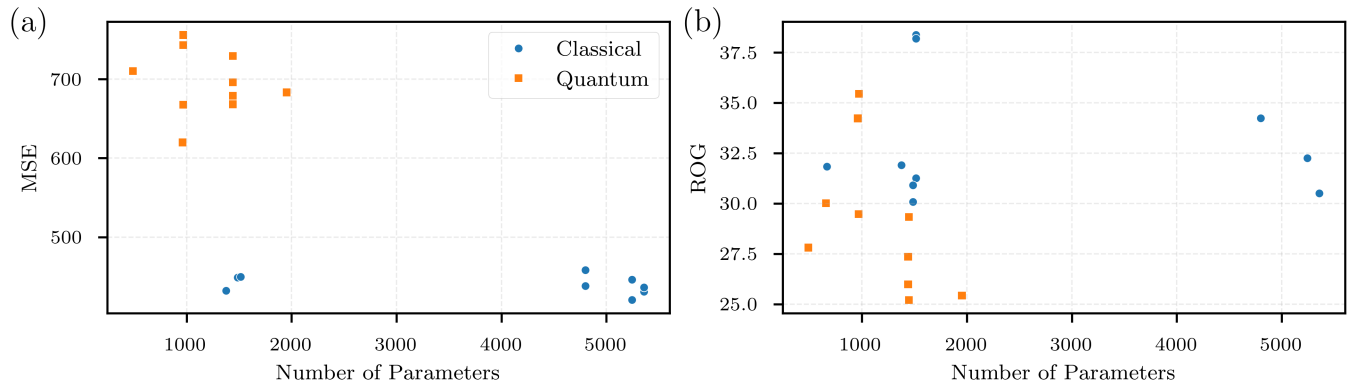 (a)
MSE
700
600
500
1000 2000 3000 4000 5000
Number of Parameters
Classical
Quantum
(b)
ROG
37.5
35.0
32.5
30.0
27.5
25.0
1000 2000 3000 4000 5000
Number of Parameters